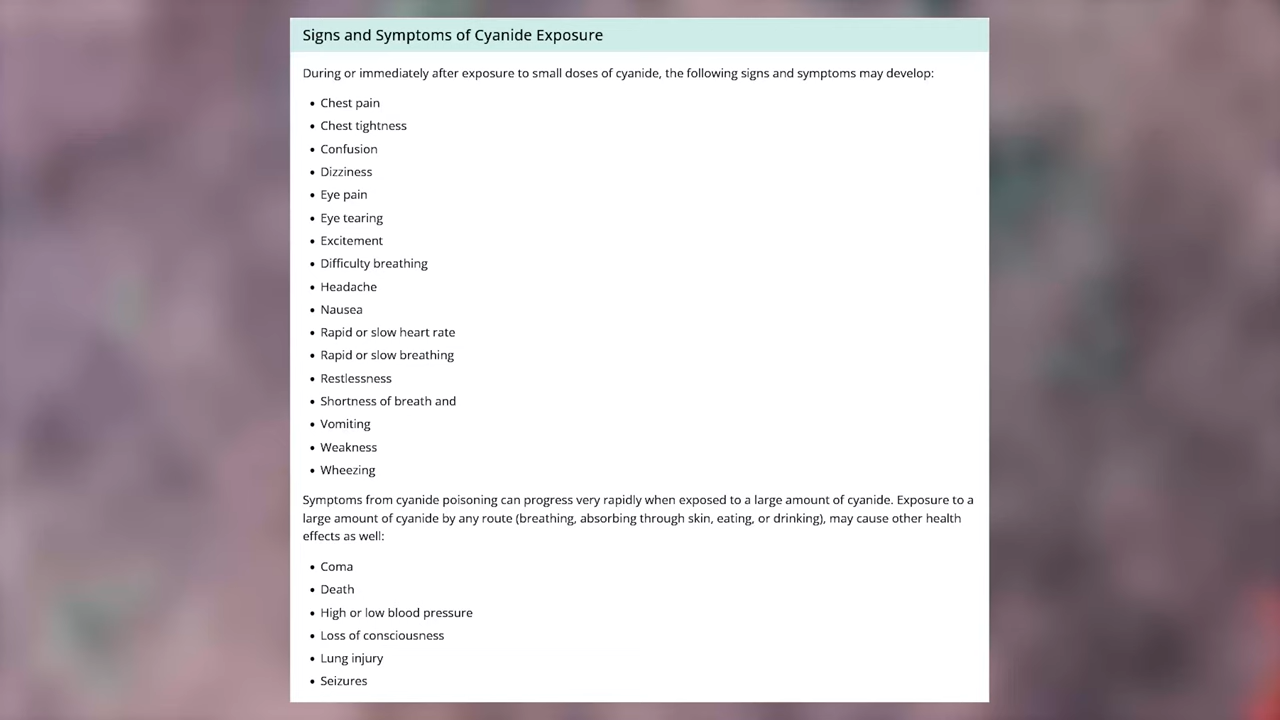 Signs and Symptoms of Cyanide Exposure
During or immediately after exposure to small doses of cyanide, the following signs and symptoms may develop:
• Chest pain
• Chest tightness
• Confusion
• Dizziness
• Eye pain
• Eye tearing
• Excitement
• Difficulty breathing
• Headache
• Nausea
• Rapid or slow heart rate
• Rapid or slow breathing
• Restlessness
• Shortness of breath and
• Vomiting
• Weakness
• Wheezing
Symptoms from cyanide poisoning can progress very rapidly when exposed to a large amount of cyanide. Exposure to a
large amount of cyanide by any route (breathing, absorbing through skin, eating, or drinking), may cause other health
effects as well:
• Coma
• Death
• High or low blood pressure
• Loss of consciousness
• Lung injury
• Seizures